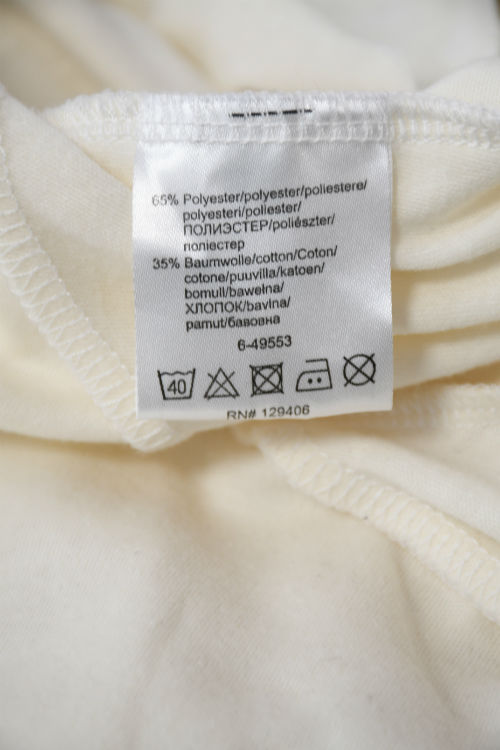 65% Polyester/polyester/poliestere/
polyesteri/poliester/
ПОЛИЭСТЕР/poliészter/
поліестер
35% Baumwolle/cotton/Coton/
cotone/puuvilla/katoen/
bomull/bawełna/
ХЛОПОК/bavlna/
pamut/бавовна
6-49553
40
RN# 129406